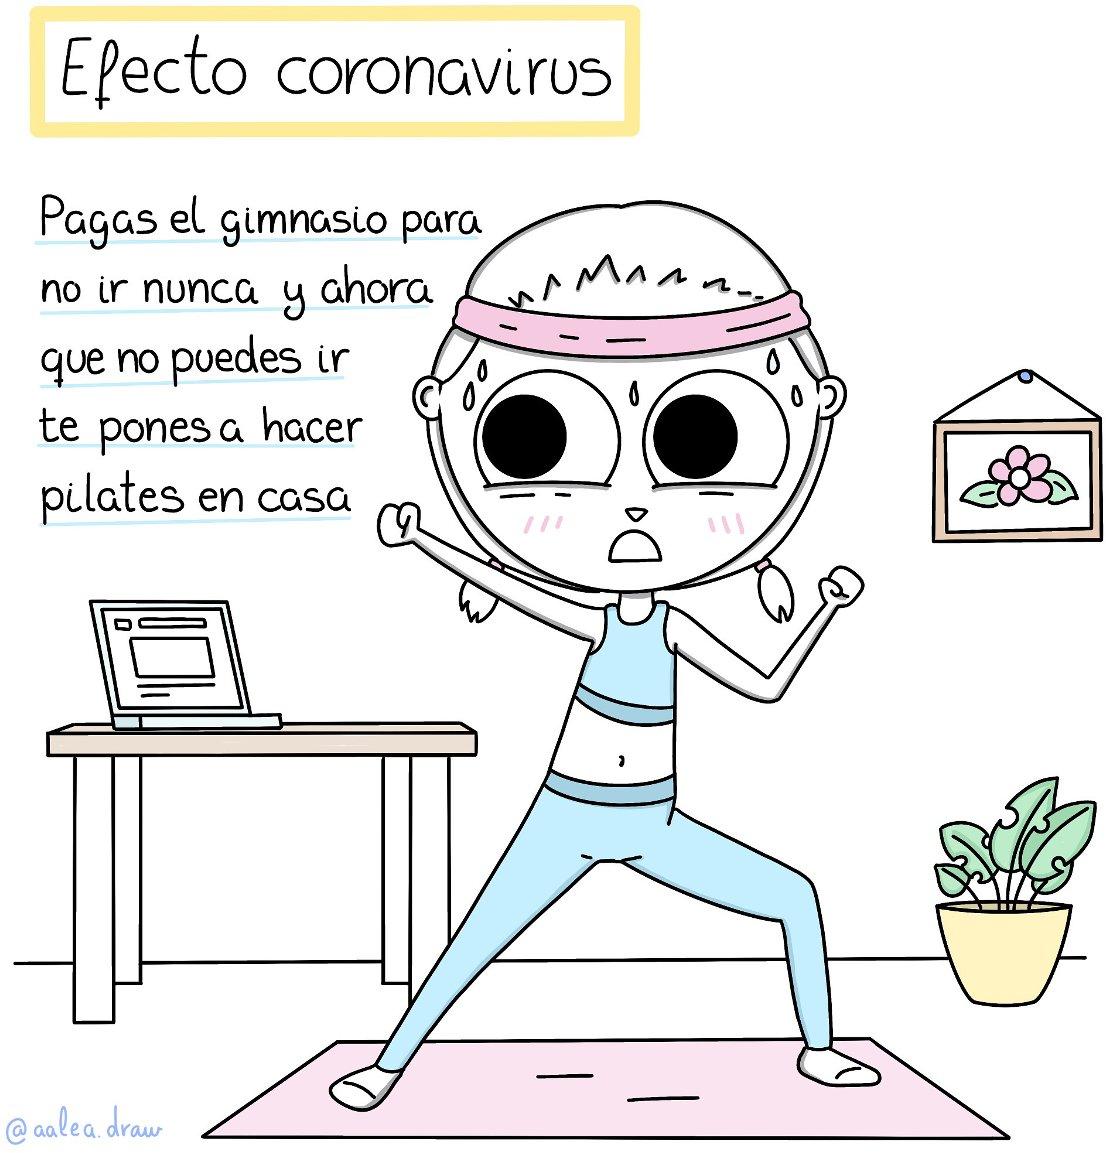 Efecto coronavirus
Pagas el gimnasio para
no ir nunca y ahora
que no puedes ir
te pones a hacer
pilates en casa
@aalea.draw